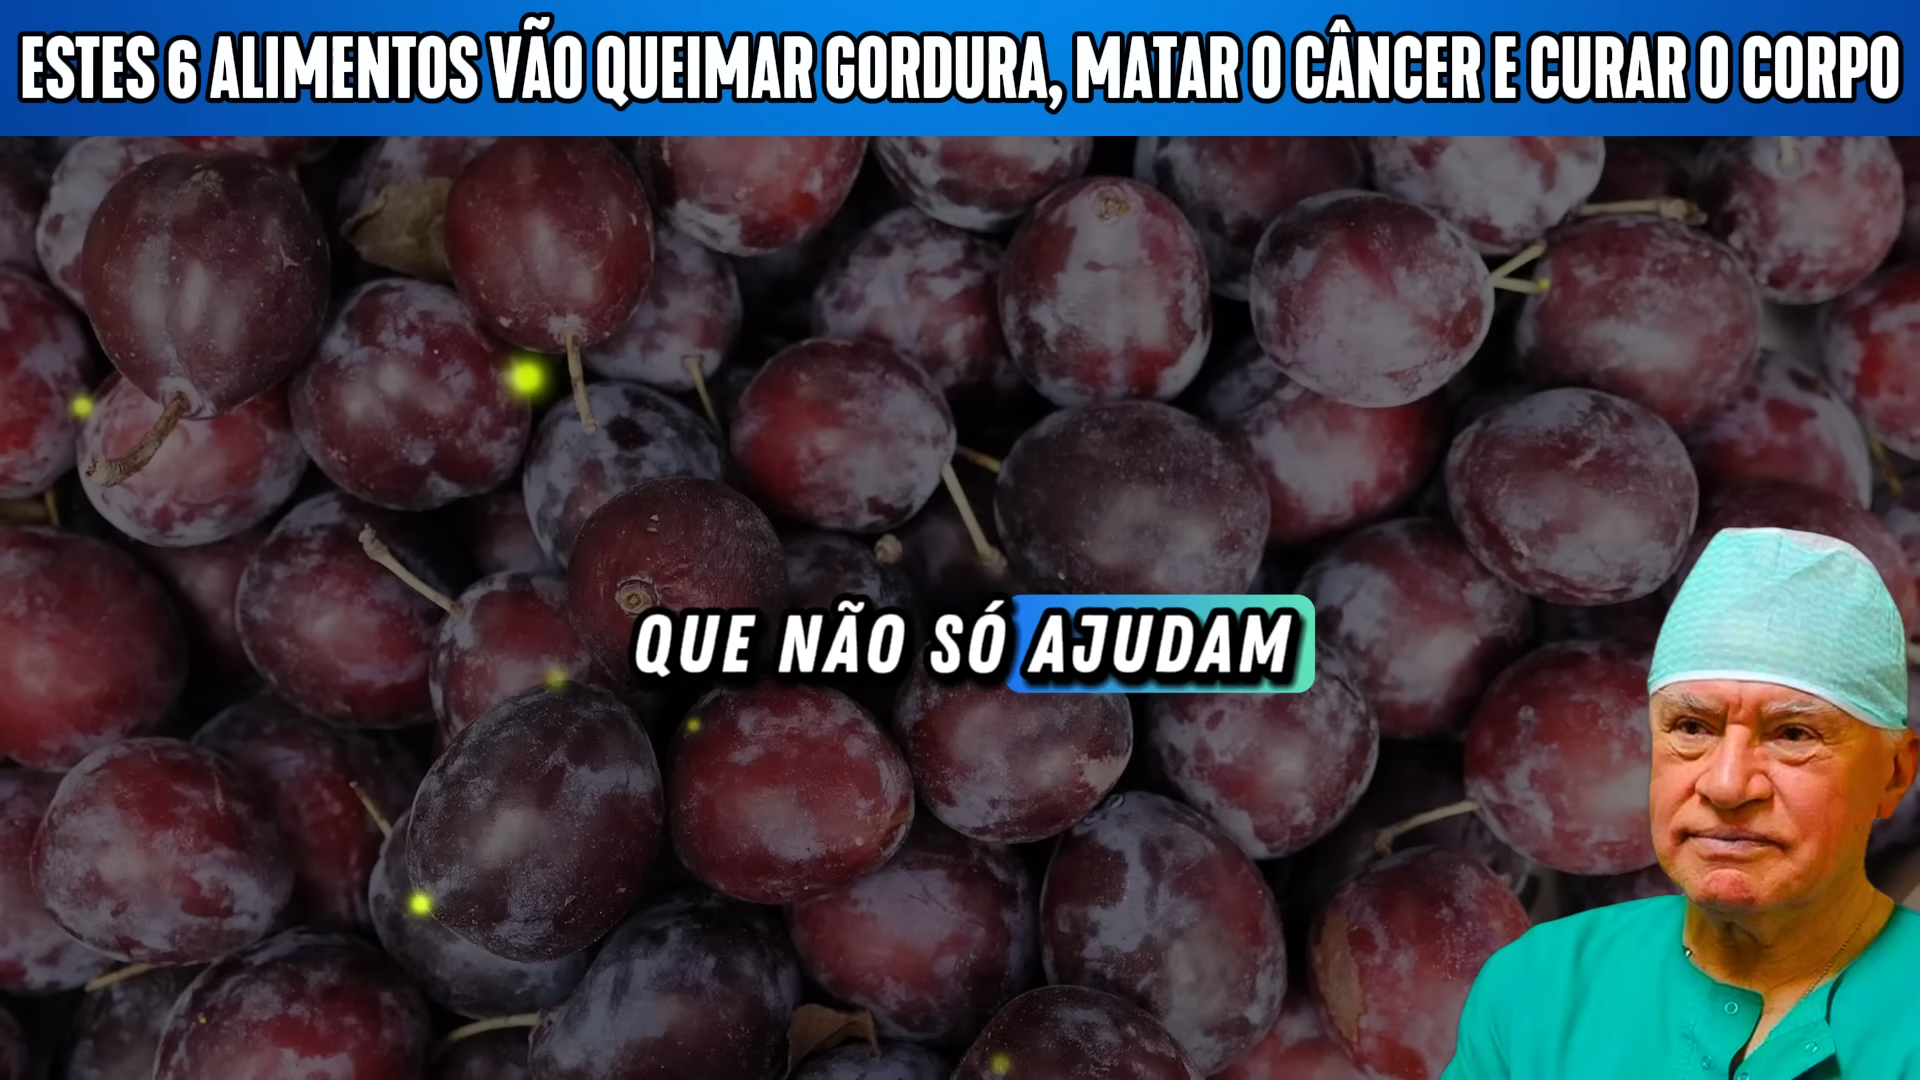 ESTES 6 ALIMENTOS VÃO QUEIMAR GORDURA, MATAR O CÂNCER E CURAR O CORPO
QUE NÃO SÓ AJUDAM